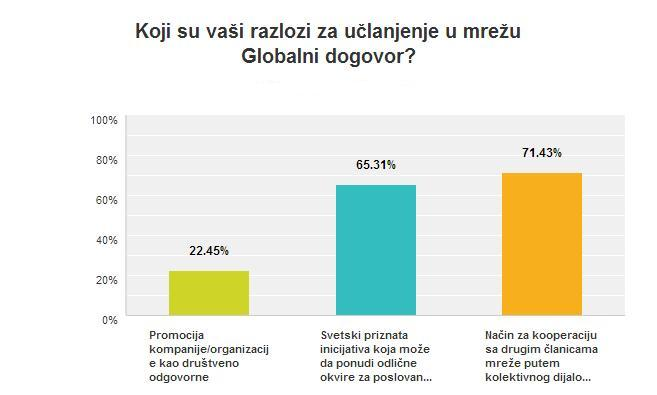 Koji su vaši razlozi za učlanjenje u mrežu
Globalni dogovor?
100%
80%
60%
40%
20%
0%
22.45%
65.31%
71.43%
Promocija
kompanije/organizacij
e kao društveno
odgovorne
Svetski priznata
inicijativa koja može
da ponudi odlične
okvire za poslovan...
Način za kooperaciju
sa drugim članicama
mreže putem
kolektivnog dijalo...